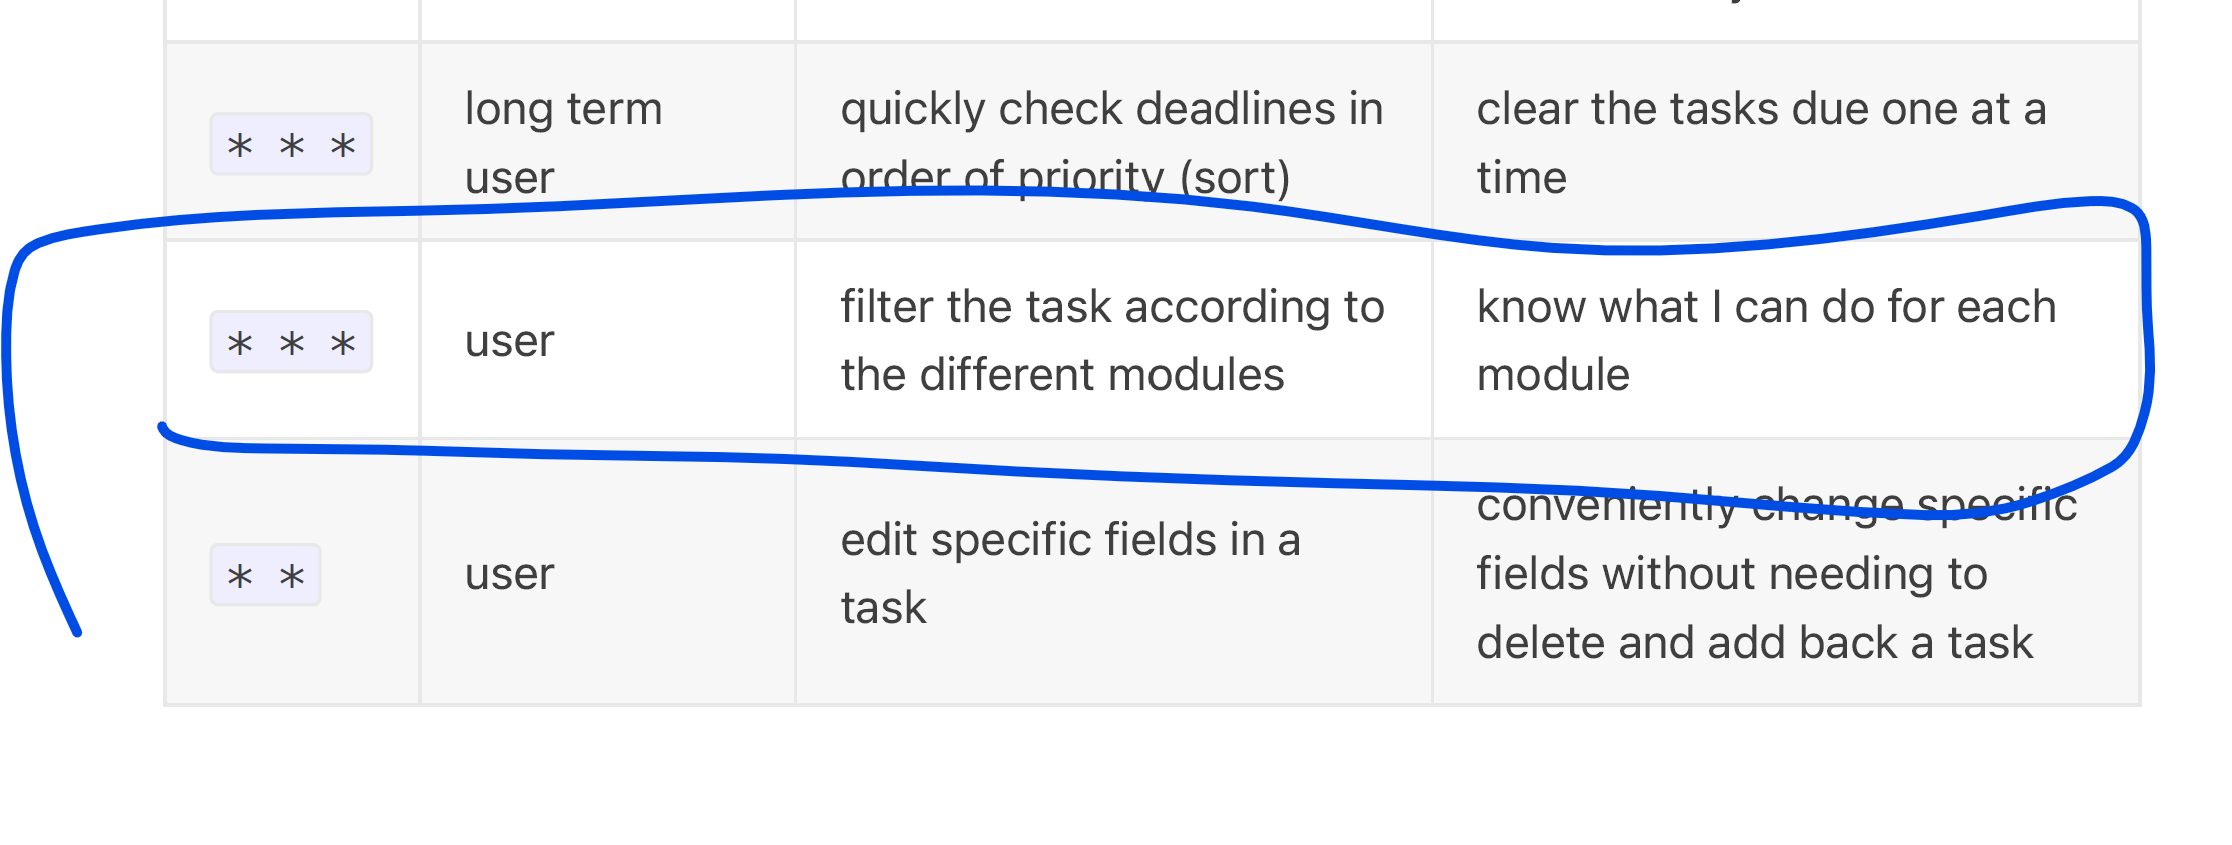 * * *
long term
user
quickly check deadlines in
order of priority (sort)
clear the tasks due one at a
time
* * *
user
filter the task according to
the different modules
know what I can do for each
module
* *
user
edit specific fields in a
task
conveniently change specific
fields without needing to
delete and add back a task